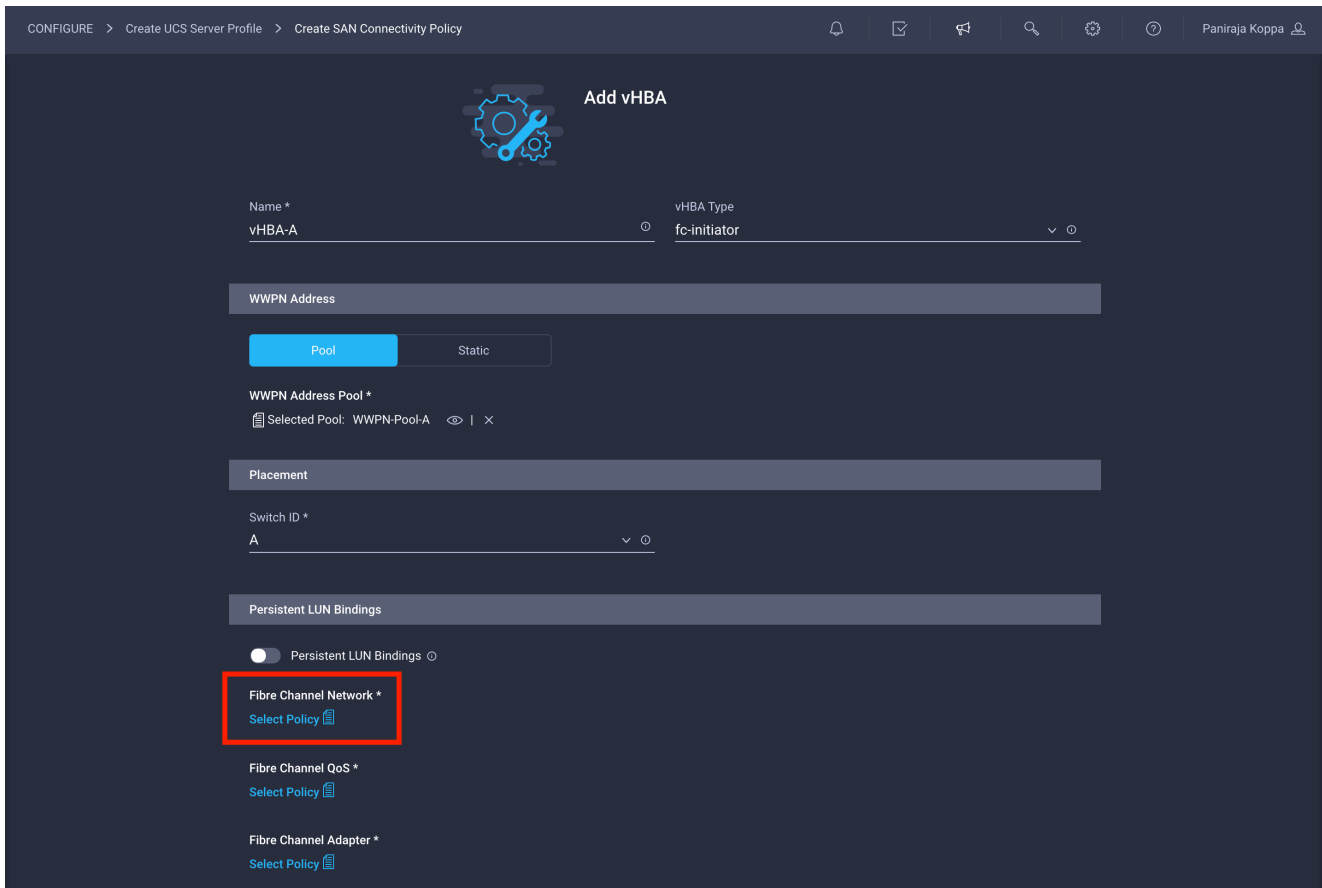 CONFIGURE > Create UCS Server Profile > Create SAN Connectivity Policy Paniraja Koppa
Add vHBA
Name * vHBA Type
vHBA-A fc-initiator
WWPN Address
Pool Static
WWPN Address Pool *
Selected Pool: WWPN-Pool-A |
Placement
Switch ID *
A
Persistent LUN Bindings
Persistent LUN Bindings
Fibre Channel Network *
Select Policy
Fibre Channel QoS *
Select Policy
Fibre Channel Adapter *
Select Policy